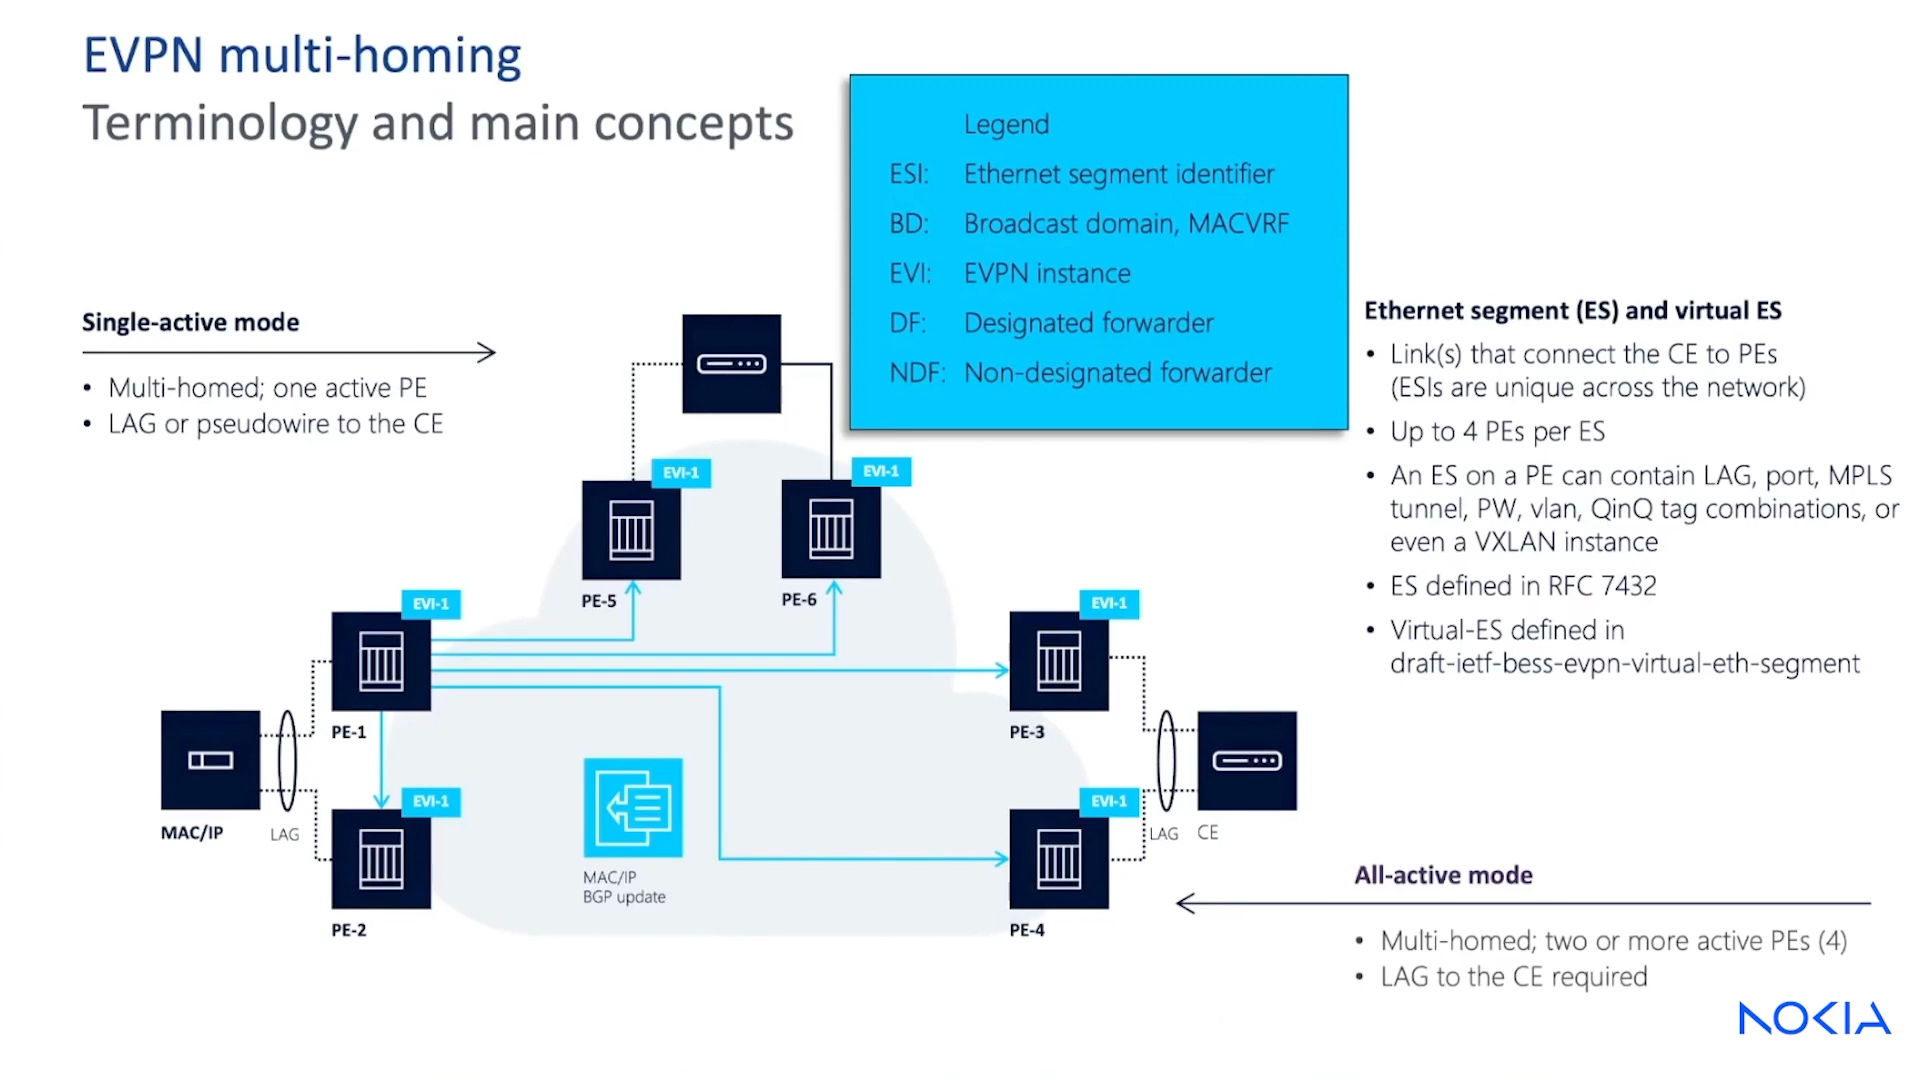 EVPN multi-homing
Terminology and main concepts
Legend
ESI: Ethernet segment identifier
BD: Broadcast domain, MACVRF
EVI: EVPN instance
DF: Designated forwarder
NDF: Non-designated forwarder
Single-active mode
• Multi-homed; one active PE
• LAG or pseudowire to the CE
Ethernet segment (ES) and virtual ES
• Link(s) that connect the CE to PEs
(ESIs are unique across the network)
• Up to 4 PEs per ES
• An ES on a PE can contain LAG, port, MPLS
tunnel, PW, vlan, QinQ tag combinations, or
even a VXLAN instance
• ES defined in RFC 7432
• Virtual-ES defined in
draft-ietf-bess-evpn-virtual-eth-segment
EVI-1
EVI-1
PE-5
PE-6
EVI-1
EVI-1
PE-1
PE-3
EVI-1
EVI-1
MAC/IP
LAG
LAG
CE
MAC/IP
BGP update
PE-2
PE-4
All-active mode
• Multi-homed; two or more active PEs (4)
• LAG to the CE required
NOKIA